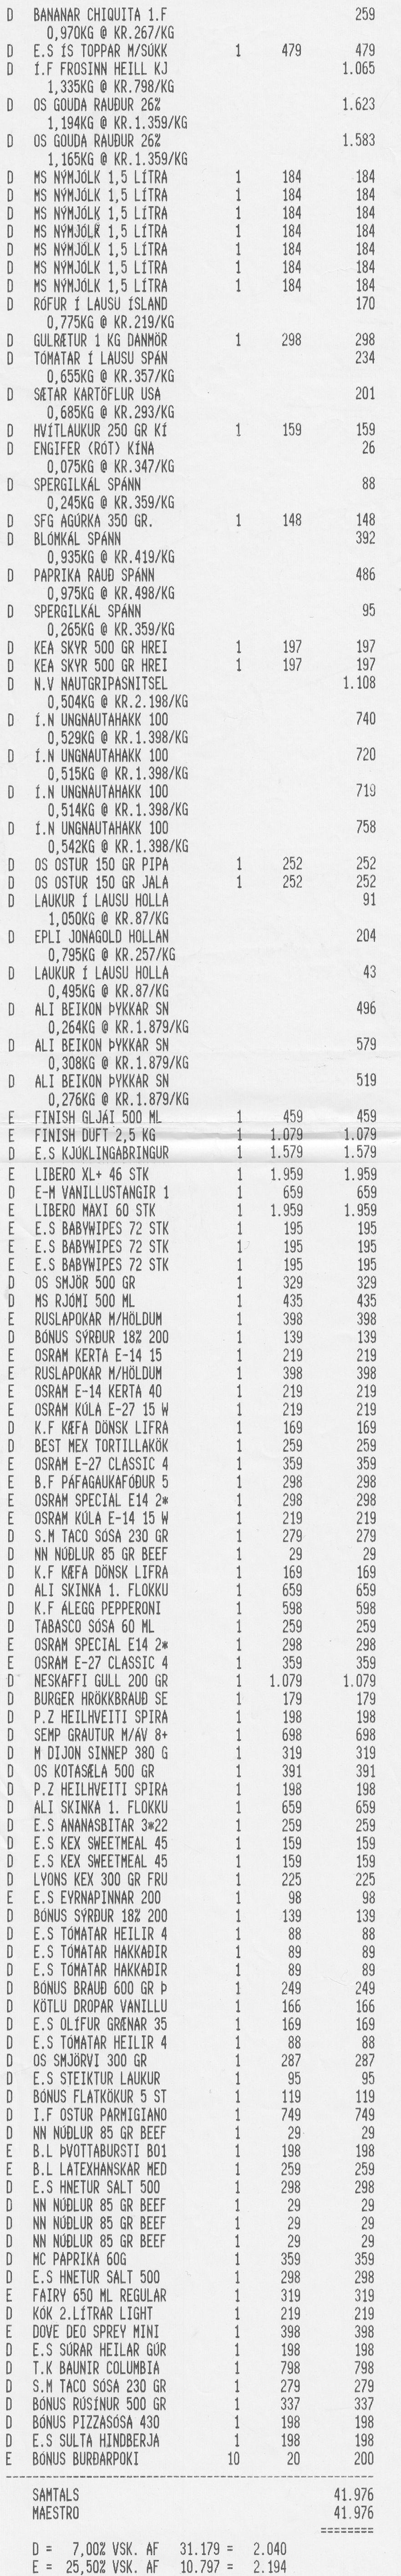 D BANANAR CHIQUITA 1.F 259
0,970KG @ KR.267/KG
D E.S ÍS TOPPAR M/SÚKK 1 479 479
D Í.F FROSINN HEILL KJ 1.065
1,335KG @ KR.798/KG
D OS GOUDA RAUÐUR 26% 1.623
1,194KG @ KR.1.359/KG
D OS GOUDA RAUÐUR 26% 1.583
1,165KG @ KR.1.359/KG
D MS NÝMJÓLK 1,5 LÍTRA 1 184 184
D MS NÝMJÓLK 1,5 LÍTRA 1 184 184
D MS NÝMJÓLK 1,5 LÍTRA 1 184 184
D MS NÝMJÓLK 1,5 LÍTRA 1 184 184
D MS NÝMJÓLK 1,5 LÍTRA 1 184 184
D MS NÝMJÓLK 1,5 LÍTRA 1 184 184
D MS NÝMJÓLK 1,5 LÍTRA 1 184 184
D RÓFUR Í LAUSU ÍSLAND 170
0,775KG @ KR.219/KG
D GULRÆTUR 1 KG DANMÖR 1 298 298
D TÓMATAR Í LAUSU SPÁN 234
0,655KG @ KR.357/KG
D SÆTAR KARTÖFLUR USA 201
0,685KG @ KR.293/KG
D HVÍTLAUKUR 250 GR KÍ 1 159 159
D ENGIFER (RÓT) KÍNA 26
0,075KG @ KR.347/KG
D SPERGILKÁL SPÁNN 88
0,245KG @ KR.359/KG
D SFG AGÚRKA 350 GR. 1 148 148
D BLÓMKÁL SPÁNN 392
0,935KG @ KR.419/KG
D PAPRIKA RAUÐ SPÁNN 486
0,975KG @ KR.498/KG
D SPERGILKÁL SPÁNN 95
0,265KG @ KR.359/KG
D KEA SKYR 500 GR HREI 1 197 197
D KEA SKYR 500 GR HREI 1 197 197
D N.V NAUTGRIPASNITSEL 1.108
0,504KG @ KR.2.198/KG
D Í.N UNGNAUTAHAKK 100 740
0,529KG @ KR.1.398/KG
D Í.N UNGNAUTAHAKK 100 720
0,515KG @ KR.1.398/KG
D Í.N UNGNAUTAHAKK 100 719
0,514KG @ KR.1.398/KG
D Í.N UNGNAUTAHAKK 100 758
0,542KG @ KR.1.398/KG
D OS OSTUR 150 GR PIPA 1 252 252
D OS OSTUR 150 GR JALA 1 252 252
D LAUKUR Í LAUSU HOLLA 91
1,050KG @ KR.87/KG
D EPLI JONAGOLD HOLLAN 204
0,795KG @ KR.257/KG
D LAUKUR Í LAUSU HOLLA 43
0,495KG @ KR.87/KG
D ALI BEIKON ÞYKKAR SN 496
0,264KG @ KR.1.879/KG
D ALI BEIKON ÞYKKAR SN 579
0,308KG @ KR.1.879/KG
D ALI BEIKON ÞYKKAR SN 519
0,276KG @ KR.1.879/KG
E FINISH GLJÁI 500 ML 1 459 459
E FINISH DUFT 2,5 KG 1 1.079 1.079
D E.S KJÚKLINGABRINGUR 1 1.579 1.579
E LIBERO XL+ 46 STK 1 1.959 1.959
D E-M VANILLUSTANGIR 1 1 659 659
E LIBERO MAXI 60 STK 1 1.959 1.959
E E.S BABYWIPES 72 STK 1 195 195
E E.S BABYWIPES 72 STK 1 195 195
E E.S BABYWIPES 72 STK 1 195 195
D OS SMJÖR 500 GR 1 329 329
D MS RJÓMI 500 ML 1 435 435
E RUSLAPOKAR M/HÖLDUM 1 398 398
D BÓNUS SÝRÐUR 18% 200 1 139 139
E OSRAM KERTA E-14 15 1 219 219
E RUSLAPOKAR M/HÖLDUM 1 398 398
E OSRAM E-14 KERTA 40 1 219 219
E OSRAM KÚLA E-27 15 W 1 219 219
D K.F KÆFA DÖNSK LIFRA 1 169 169
D BEST MEX TORTILLAKÖK 1 259 259
E OSRAM E-27 CLASSIC 4 1 359 359
E B.F PÁFAGAUKAFÓÐUR 5 1 298 298
E OSRAM SPECIAL E14 2* 1 298 298
E OSRAM KÚLA E-14 15 W 1 219 219
D S.M TACO SÓSA 230 GR 1 279 279
D NN NÚÐLUR 85 GR BEEF 1 29 29
D K.F KÆFA DÖNSK LIFRA 1 169 169
D ALI SKINKA 1. FLOKKU 1 659 659
D K.F ÁLEGG PEPPERONI 1 598 598
D TABASCO SÓSA 60 ML 1 259 259
E OSRAM SPECIAL E14 2* 1 298 298
E OSRAM E-27 CLASSIC 4 1 359 359
D NESKAFFI GULL 200 GR 1 1.079 1.079
D BURGER HRÖKKBRAUÐ SE 1 179 179
D P.Z HEILHVEITI SPIRA 1 198 198
D SEMP GRAUTUR M/ÁV 8+ 1 698 698
D M DIJON SINNEP 380 G 1 319 319
D OS KOTASÆLA 500 GR 1 391 391
D P.Z HEILHVEITI SPIRA 1 198 198
D ALI SKINKA 1. FLOKKU 1 659 659
D E.S ANANASBITAR 3*22 1 259 259
D E.S KEX SWEETMEAL 45 1 159 159
D E.S KEX SWEETMEAL 45 1 159 159
D LYONS KEX 300 GR FRU 1 225 225
E E.S EYRNAPINNAR 200 1 98 98
D BÓNUS SÝRÐUR 18% 200 1 139 139
D E.S TÓMATAR HEILIR 4 1 88 88
D E.S TÓMATAR HAKKAÐIR 1 89 89
D E.S TÓMATAR HAKKAÐIR 1 89 89
D BÓNUS BRAUÐ 600 GR Þ 1 249 249
D KÖTLU DROPAR VANILLU 1 166 166
D E.S OLÍFUR GRÆNAR 35 1 169 169
D E.S TÓMATAR HEILIR 4 1 88 88
D OS SMJÖRVI 300 GR 1 287 287
D E.S STEIKTUR LAUKUR 1 95 95
D BÓNUS FLATKÖKUR 5 ST 1 119 119
D I.F OSTUR PARMIGIANO 1 749 749
D NN NÚÐLUR 85 GR BEEF 1 29 29
E B.L ÞVOTTABURSTI BO1 1 198 198
E B.L LATEXHANSKAR MED 1 259 259
D E.S HNETUR SALT 500 1 298 298
D NN NÚÐLUR 85 GR BEEF 1 29 29
D NN NÚÐLUR 85 GR BEEF 1 29 29
D NN NÚÐLUR 85 GR BEEF 1 29 29
D MC PAPRIKA 60G 1 359 359
D E.S HNETUR SALT 500 1 298 298
E FAIRY 650 ML REGULAR 1 319 319
D KÓK 2.LÍTRAR LIGHT 1 219 219
E DOVE DEO SPREY MINI 1 398 398
D E.S SÚRAR HEILAR GÚR 1 198 198
D T.K BAUNIR COLUMBIA 1 798 798
D S.M TACO SÓSA 230 GR 1 279 279
D BÓNUS RÚSÍNUR 500 GR 1 337 337
D BÓNUS PIZZASÓSA 430 1 198 198
D E.S SULTA HINDBERJA 1 198 198
E BÓNUS BURÐARPOKI 10 20 200
SAMTALS 41.976
MAESTRO 41.976
========
D = 7,00% VSK. AF 31.179 = 2.040
E = 25,50% VSK. AF 10.797 = 2.194